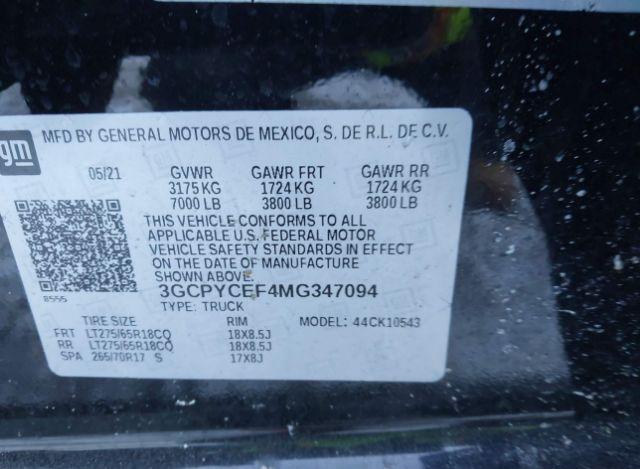 gm
MFD BY GENERAL MOTORS DE MEXICO, S. DE R.L. DE C.V.
05/21 GVWR GAWR FRT GAWR RR
3175 KG 1724 KG 1724 KG
7000 LB 3800 LB 3800 LB
THIS VEHICLE CONFORMS TO ALL
APPLICABLE U.S. FEDERAL MOTOR
VEHICLE SAFETY STANDARDS IN EFFECT
ON THE DATE OF MANUFACTURE
SHOWN ABOVE.
8555
3GCPYCEF4MG347094
TYPE: TRUCK
TIRE SIZE RIM MODEL: 44CK10543
FRT LT275/65R18CQ 18X8.5J
RR LT275/65R18CQ 18X8.5J
SPA 265/70R17 S 17X8J